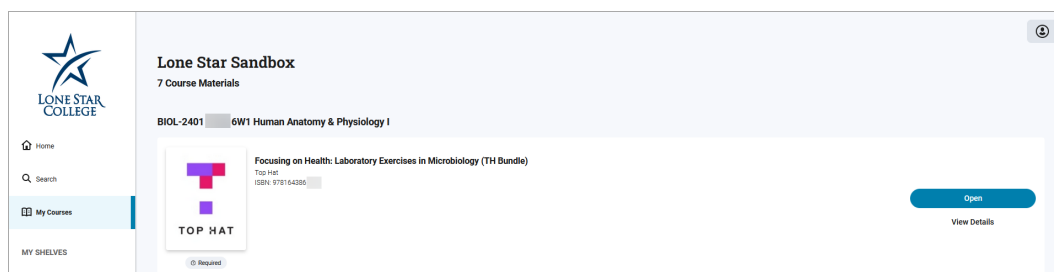 LONE STAR
COLLEGE
Home
Search
My Courses
MY SHELVES
Lone Star Sandbox
7 Course Materials
BIOL-2401 6W1 Human Anatomy & Physiology I
TOP HAT
Required
Focusing on Health: Laboratory Exercises in Microbiology (TH Bundle)
Top Hat
ISBN: 978164386
Open
View Details